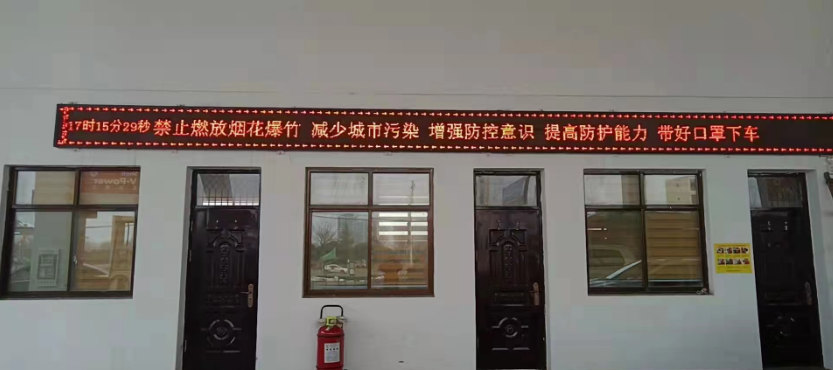 17时15分29秒 禁止燃放烟花爆竹 减少城市污染 增强防控意识 提高防护能力 带好口罩下车
V-Power